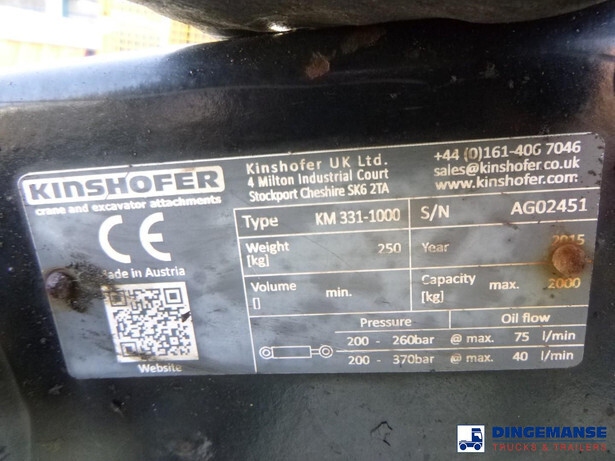 KINSHOFER
crane and excavator attachments
Kinshofer UK Ltd.
4 Milton Industrial Court
Stockport Cheshire SK6 2TA
+44 (0)161-406 7046
sales@kinshofer.co.uk
www.kinshofer.com
CE
Made in Austria
Website
Type KM 331-1000 S/N AG02451
Weight [kg] 250 Year 2015
Volume [] min. Capacity [kg] max. 2000
Pressure Oil flow
200 - 260bar @ max. 75 l/min
200 - 370bar @ max. 40 l/min
DINGEMANSE
TRUCKS & TRAILERS